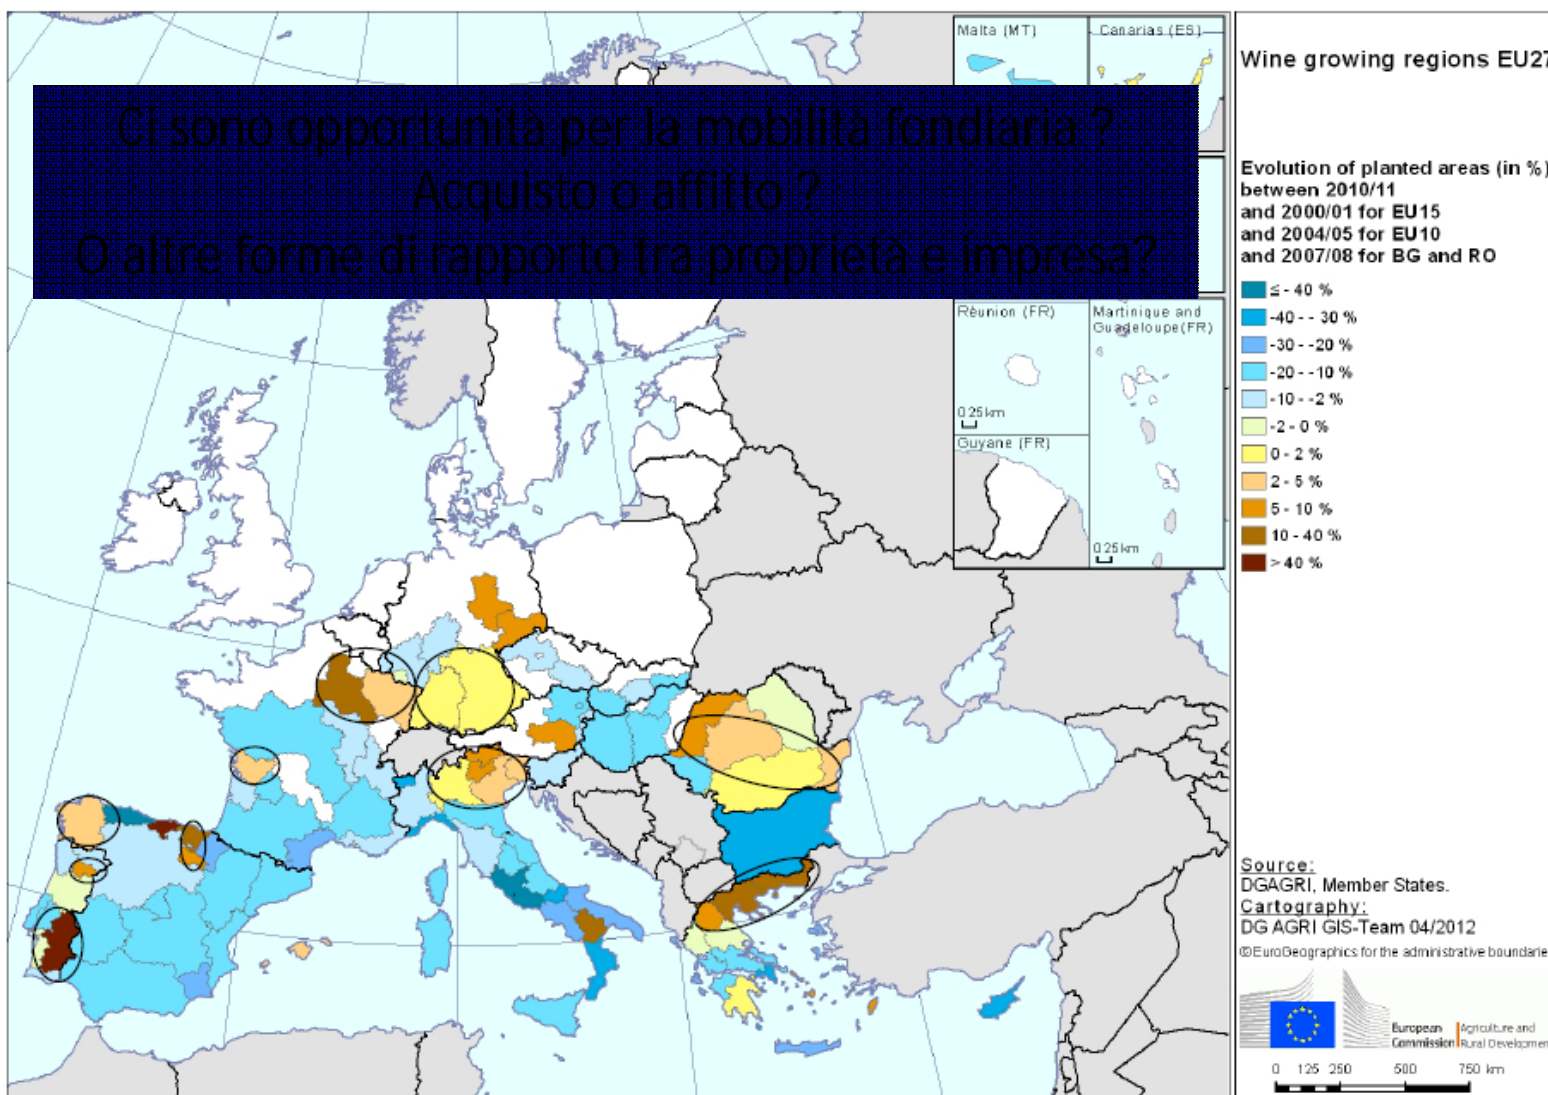 Malta (MT)
Canarias (ES)
Ci sono opportunità per la mobilità fondiaria ?
Acquisto o affitto ?
O altre forme di rapporto tra proprietà e impresa?
Réunion (FR)
0 25 km
Guyane (FR)
Martinique and
Guadeloupe(FR)
0 25 km
Wine growing regions EU27
Evolution of planted areas (in %)
between 2010/11
and 2000/01 for EU15
and 2004/05 for EU10
and 2007/08 for BG and RO
≤ - 40 %
-40 - - 30 %
-30 - -20 %
-20 - -10 %
-10 - -2 %
-2 - 0 %
0 - 2 %
2 - 5 %
5 - 10 %
10 - 40 %
> 40 %
Source:
DGAGRI, Member States.
Cartography:
DG AGRI GIS-Team 04/2012
©EuroGeographics for the administrative boundarie
European
Commission
Agriculture and
Rural Developmen
0 125 250 500 750 km